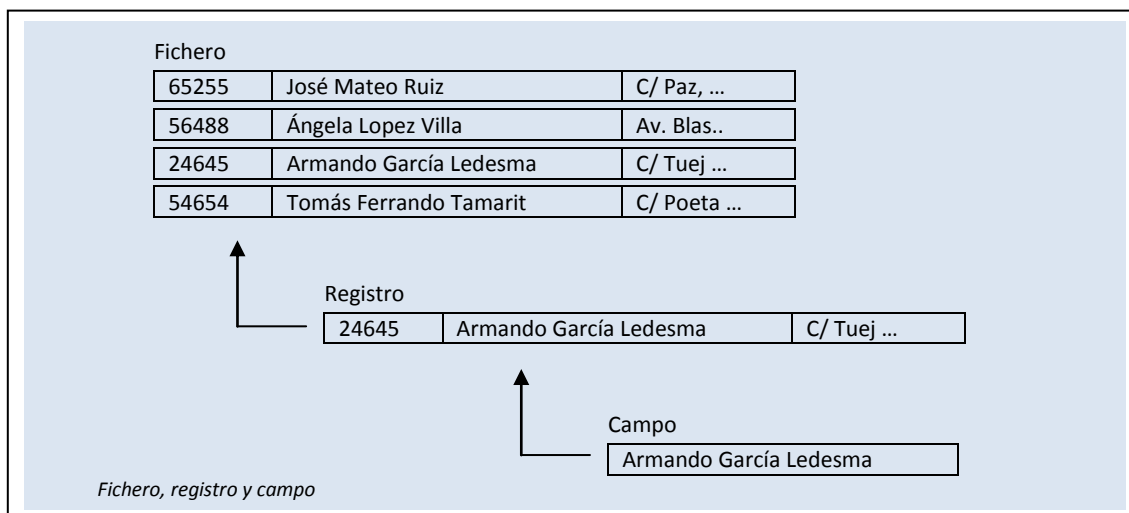 Fichero
65255 José Mateo Ruiz C/ Paz, …
56488 Ángela Lopez Villa Av. Blas..
24645 Armando García Ledesma C/ Tuej …
54654 Tomás Ferrando Tamarit C/ Poeta …
Registro
24645 Armando García Ledesma C/ Tuej …
Campo
Armando García Ledesma
Fichero, registro y campo